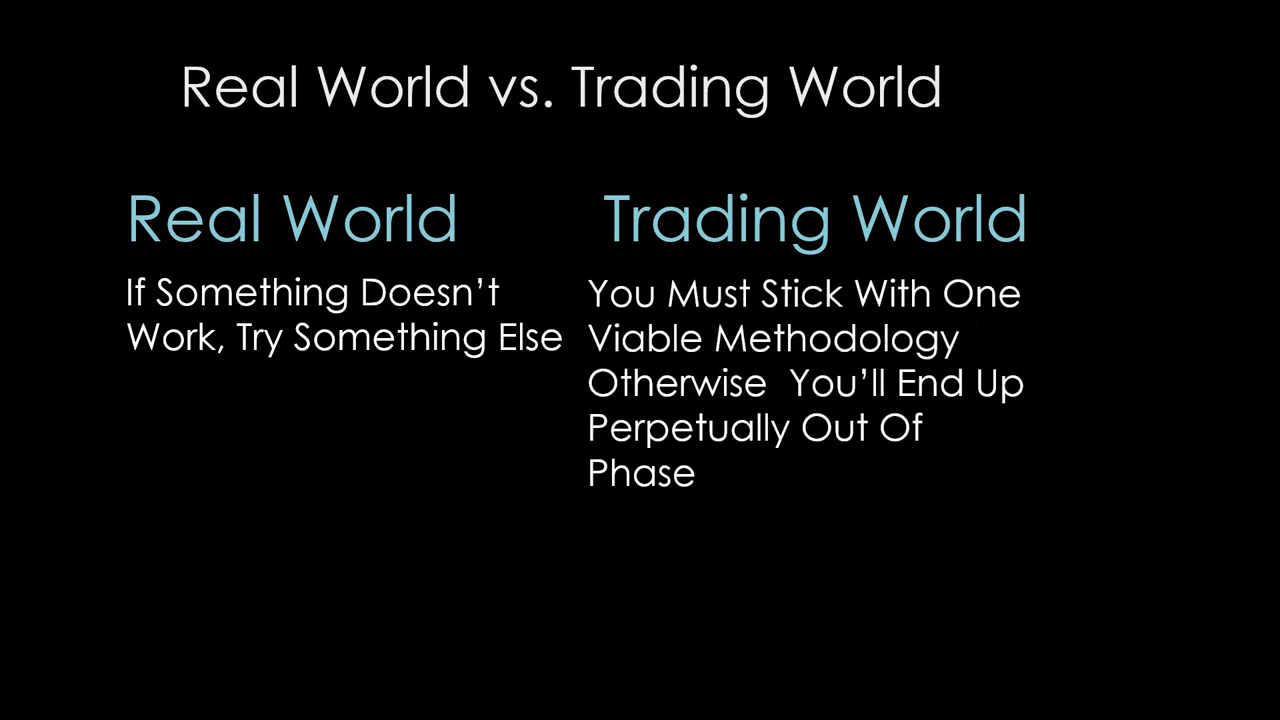 Real World vs. Trading World
Real World
If Something Doesn’t
Work, Try Something Else
Trading World
You Must Stick With One
Viable Methodology
Otherwise  You’ll End Up
Perpetually Out Of
Phase